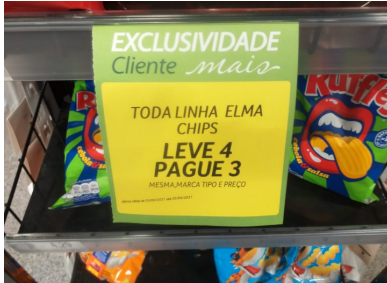 EXCLUSIVIDADE
Cliente mais
TODA LINHA ELMA
CHIPS
LEVE 4
PAGUE 3
MESMA,MARCA TIPO E PREÇO
Ruffles